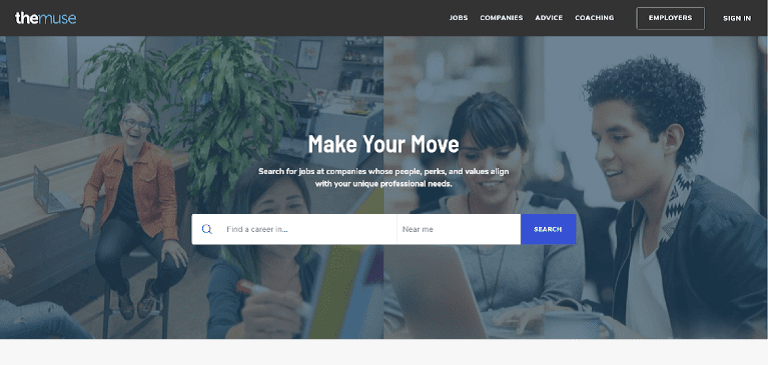 themuse
JOBS COMPANIES ADVICE COACHING EMPLOYERS SIGN IN
Make Your Move
Search for jobs at companies whose people, perks, and values align
with your unique professional needs.
Find a career in... Near me SEARCH